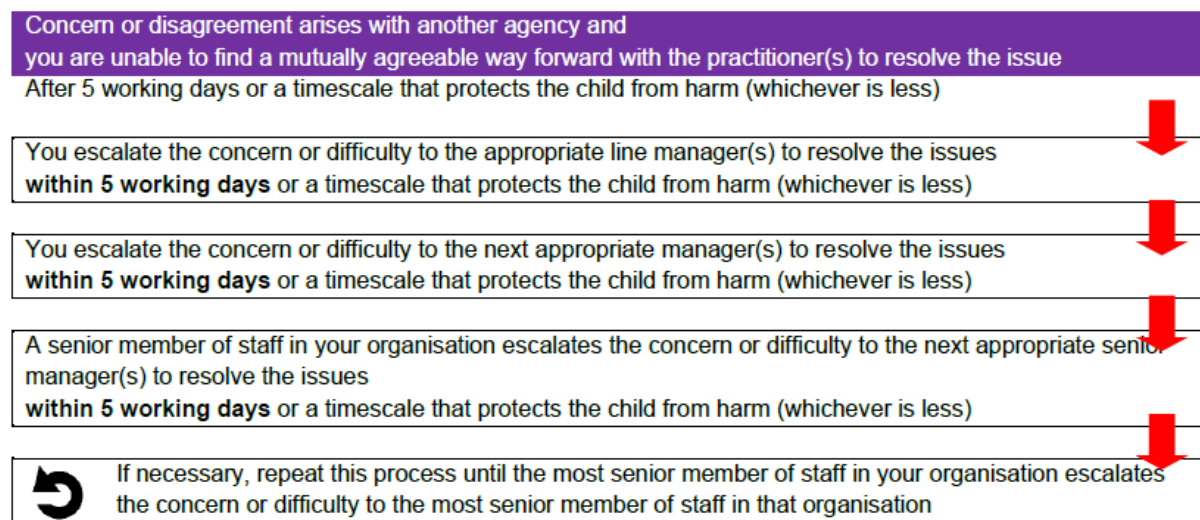 Concern or disagreement arises with another agency and
you are unable to find a mutually agreeable way forward with the practitioner(s) to resolve the issue
After 5 working days or a timescale that protects the child from harm (whichever is less)
You escalate the concern or difficulty to the appropriate line manager(s) to resolve the issues
within 5 working days or a timescale that protects the child from harm (whichever is less)
You escalate the concern or difficulty to the next appropriate manager(s) to resolve the issues
within 5 working days or a timescale that protects the child from harm (whichever is less)
A senior member of staff in your organisation escalates the concern or difficulty to the next appropriate senior
manager(s) to resolve the issues
within 5 working days or a timescale that protects the child from harm (whichever is less)
If necessary, repeat this process until the most senior member of staff in your organisation escalates
the concern or difficulty to the most senior member of staff in that organisation